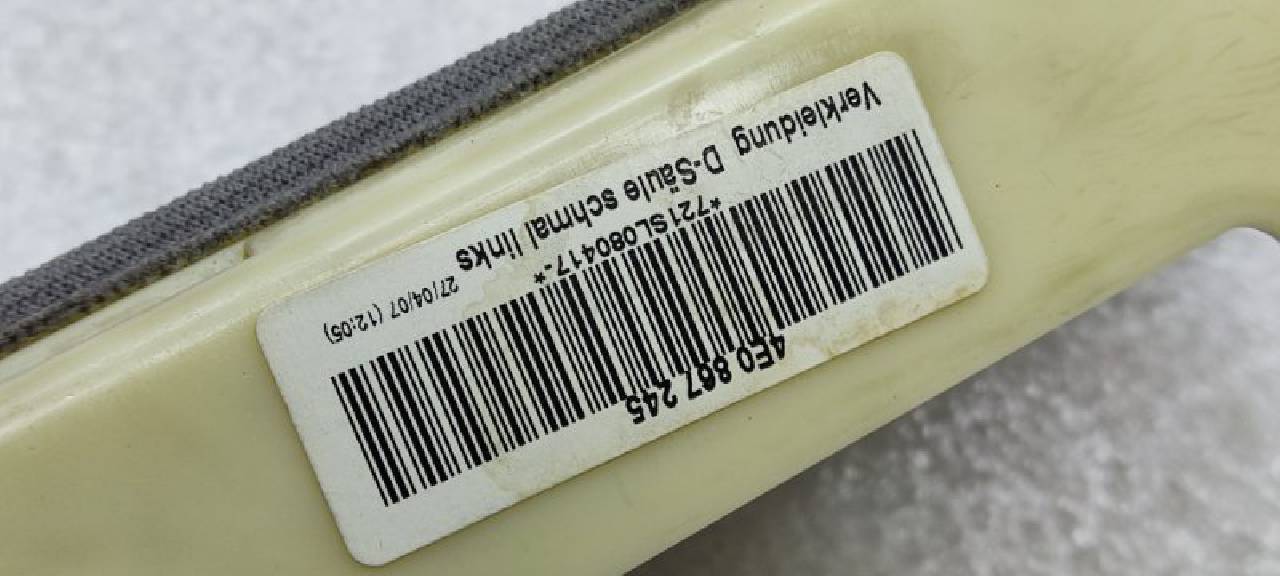 4E0 867 245
*721SL080417-*
Verkleidung D-Säule schmal links
27/04/07 (12:05)